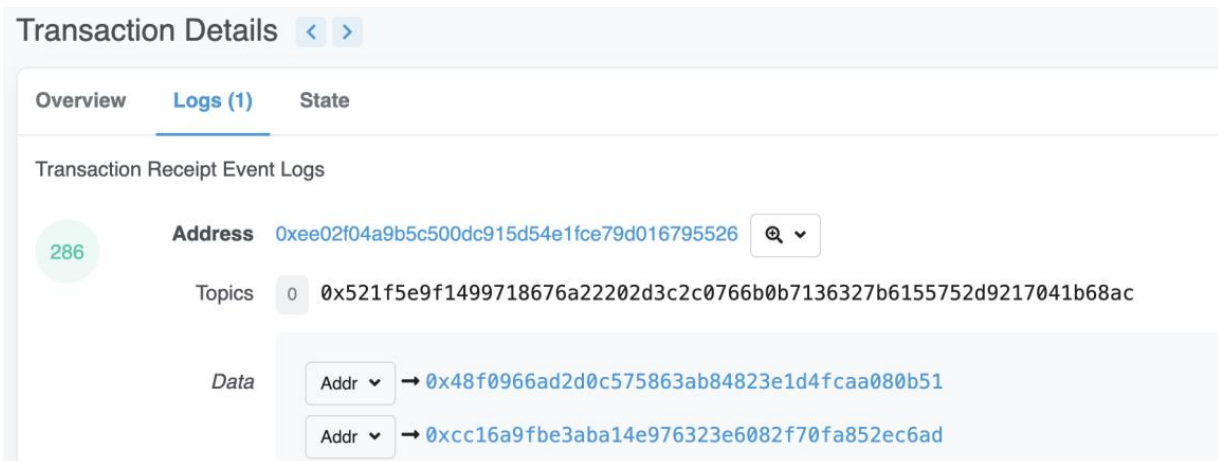 Transaction Details < >
Overview Logs (1) State
Transaction Receipt Event Logs
286
Address 0xee02f04a9b5c500dc915d54e1fce79d016795526
Topics 0 0x521f5e9f1499718676a22202d3c2c0766b0b7136327b6155752d9217041b68ac
Data Addr → 0x48f0966ad2d0c575863ab84823e1d4fcaa080b51
Addr → 0xcc16a9fbe3aba14e976323e6082f70fa852ec6ad